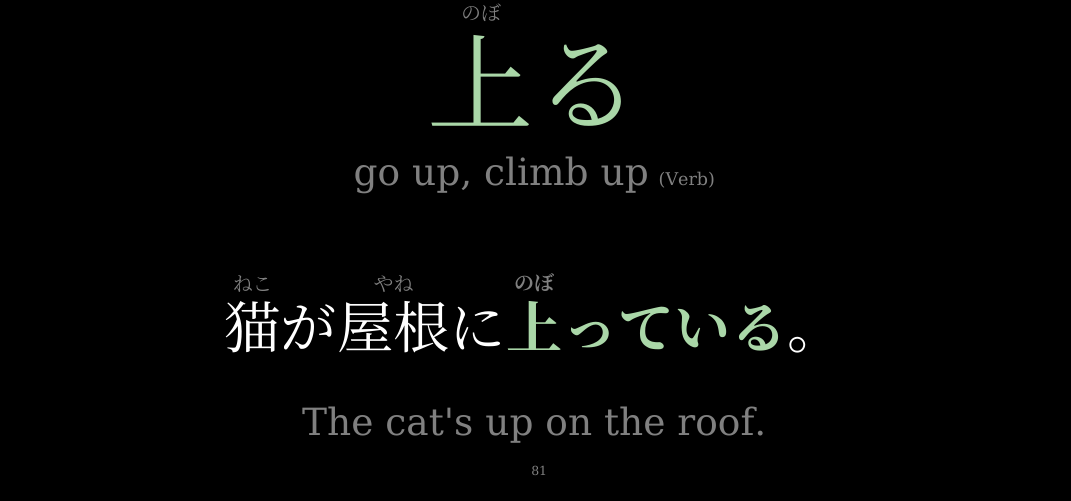 のぼ
上る
go up, climb up (Verb)
ねこ やね のぼ
猫が屋根に上っている。
The cat's up on the roof.
81